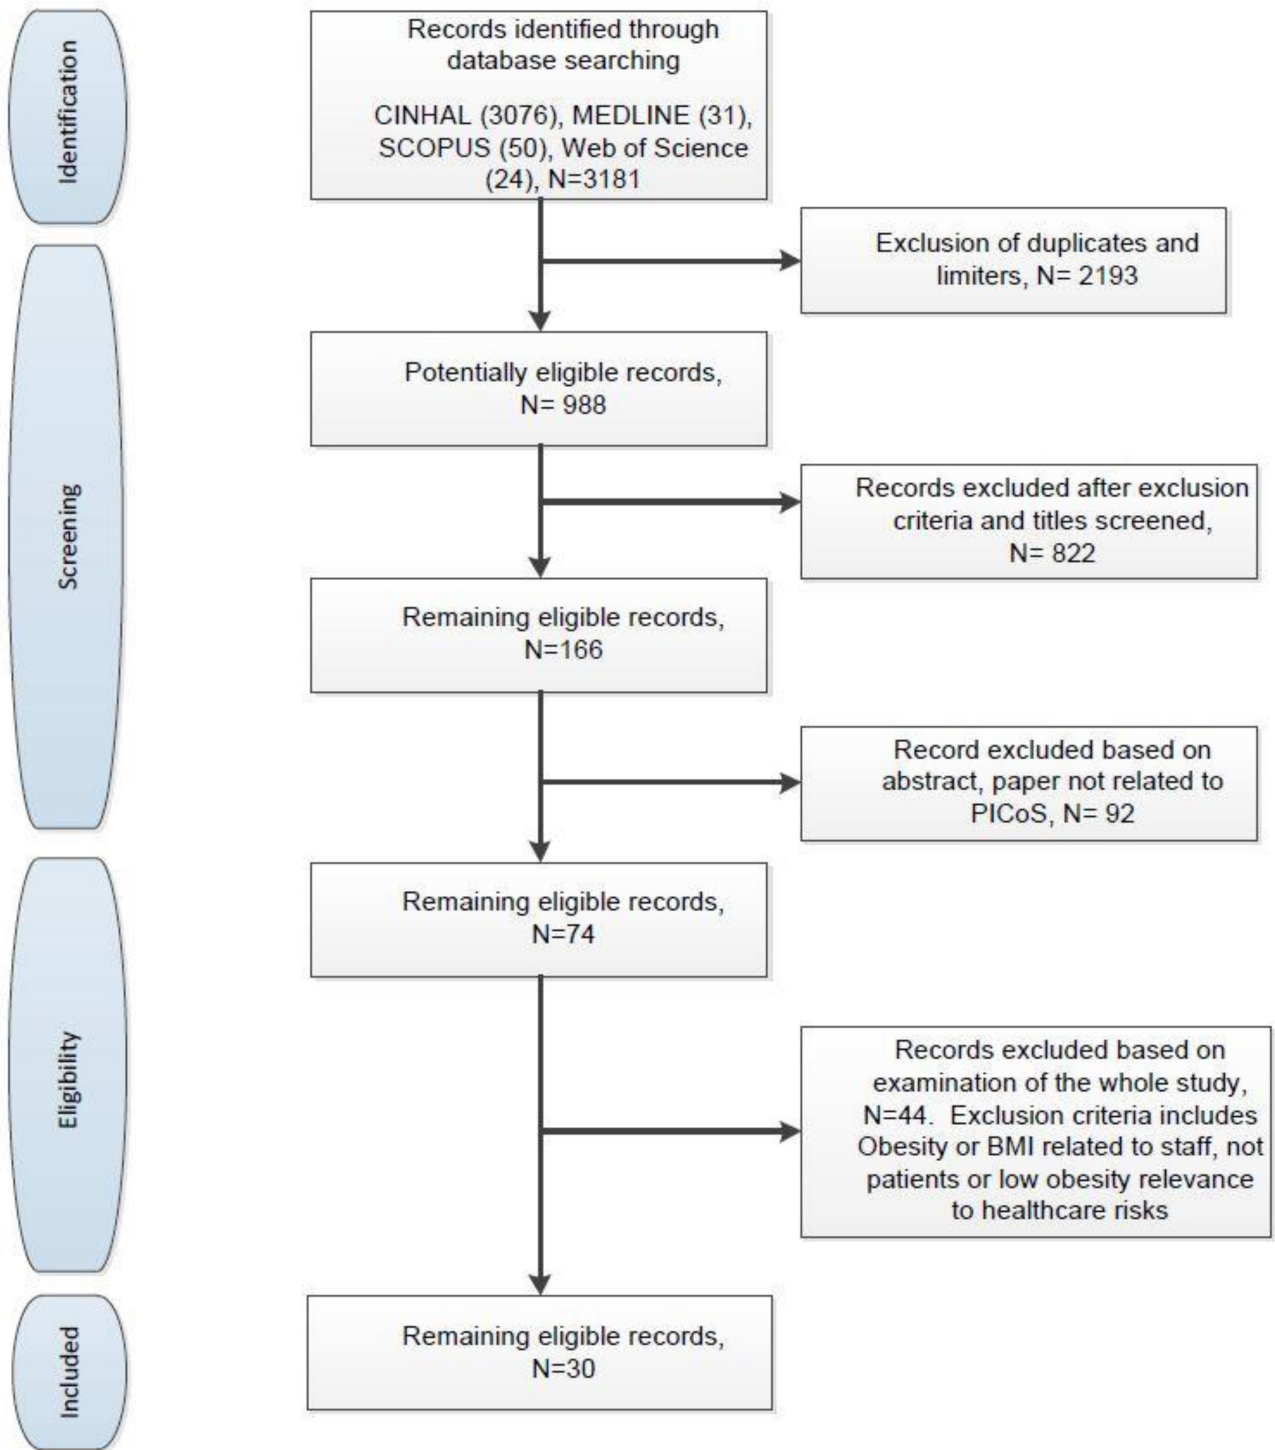 Identification
Records identified through
database searching
CINHAL (3076), MEDLINE (31),
SCOPUS (50), Web of Science
(24), N=3181
Exclusion of duplicates and
limiters, N= 2193
Screening
Potentially eligible records,
N= 988
Records excluded after exclusion
criteria and titles screened,
N= 822
Remaining eligible records,
N=166
Record excluded based on
abstract, paper not related to
PICoS, N= 92
Eligibility
Remaining eligible records,
N=74
Records excluded based on
examination of the whole study,
N=44.  Exclusion criteria includes
Obesity or BMI related to staff, not
patients or low obesity relevance
to healthcare risks
Included
Remaining eligible records,
N=30